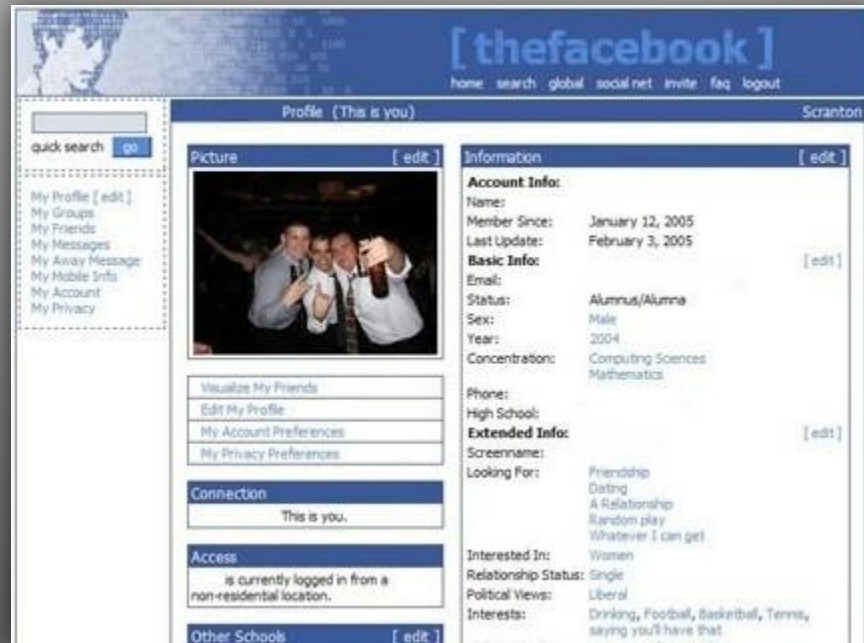 [ thefacebook ]
home search global social net invite faq logout
Profile (This is you) Scranton
quick search go
My Profile [ edit ]
My Groups
My Friends
My Messages
My Away Message
My Mobile Info
My Account
My Privacy
Picture [ edit ]
Visualize My Friends
Edit My Profile
My Account Preferences
My Privacy Preferences
Connection
This is you.
Access
is currently logged in from a
non-residential location.
Other Schools [ edit ]
Information [ edit ]
Account Info:
Name:
Member Since: January 12, 2005
Last Update: February 3, 2005
Basic Info: [ edit ]
Email:
Status: Alumnus/Alumna
Sex: Male
Year: 2004
Concentration: Computing Sciences
Mathematics
Phone:
High School:
Extended Info: [ edit ]
Screenname:
Looking For: Friendship
Dating
A Relationship
Random play
Whatever I can get
Interested In: Women
Relationship Status: Single
Political Views: Liberal
Interests: Drinking, Football, Basketball, Tennis,
saying you'll have that